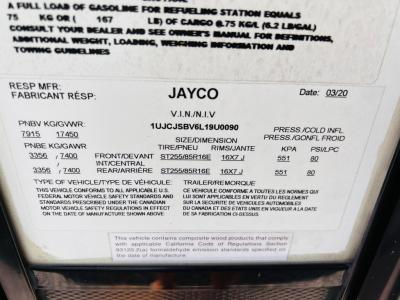 A FULL LOAD OF GASOLINE FOR REFUELING STATION EQUALS
75 KG OR ( 167 LB) OF CARGO @.75 KG/L (6.2 LB/GAL)
CONSULT YOUR DEALER AND SEE OWNER'S MANUAL FOR DEFINITIONS,
ADDITIONAL WEIGHT, LOADING, WEIGHING INFORMATION AND
TOWING GUIDELINES
RESP MFR:
FABRICANT RÉSP: JAYCO Date: 03/20
V.I.N./N.I.V
PNBV KG/GVWR: 1UJCJSBV6L19U0090
7915 17450 SIZE/DIMENSION PRESS./COLD INFL.
PNBE KG/GAWR TIRE/PNEU RIMS/JANTE PRESS./GONFL FROID
3356 / 7400 FRONT/DEVANT ST255/85R16E 16X7 J KPA PSI/LPC
INT/CENTRAL 551 80
3356 / 7400 REAR/ARRIÈRE ST255/85R16E 16X7 J 551 80
TYPE OF VEHICLE/TYPE DE VÉHICULE: TRAILER/REMORQUE
THIS VEHICLE CONFORMS TO ALL APPLICABLE U.S. CE VÉHICULE EST CONFORME A TOUTES LES NORMES QUI
FEDERAL MOTOR VEHICLE SAFETY STANDARDS AND LUI SONT APPLICABLES EN VERTU DU REGLEMENT
STANDARDS PRESCRIBED UNDER THE CANADIAN SUR LA SECURITE DE VEHICULES AUTOMOBILES
MOTOR VEHICLE SAFETY REGULATIONS IN EFFECT DU CANADA ET DES ETATS UNIS EN VIGUEUR A LA DATE
ON THE DATE OF MANUFACTURE SHOWN ABOVE DE SA FABRICATION CI-DESSUS.
This vehicle contains composite wood products that comply
with applicable California Code of Regulations Section
93120.2(a) formaldehyde emission standards specified on
the date of manufacture.